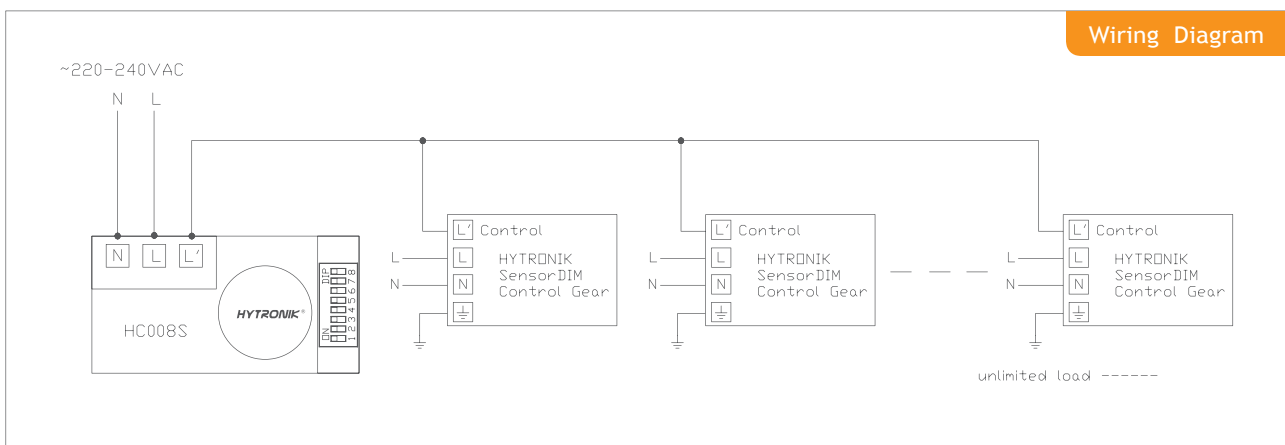 Wiring Diagram
~220-240VAC
N L
N L L'
HYTRONIK®
HC008S
ON DIP
1 2 3 4 5 6 7 8
L' Control
L L HYTRONIK
SensorDIM
N N Control Gear
L' Control
L L HYTRONIK
SensorDIM
N N Control Gear
L' Control
L L HYTRONIK
SensorDIM
N N Control Gear
unlimited load ------